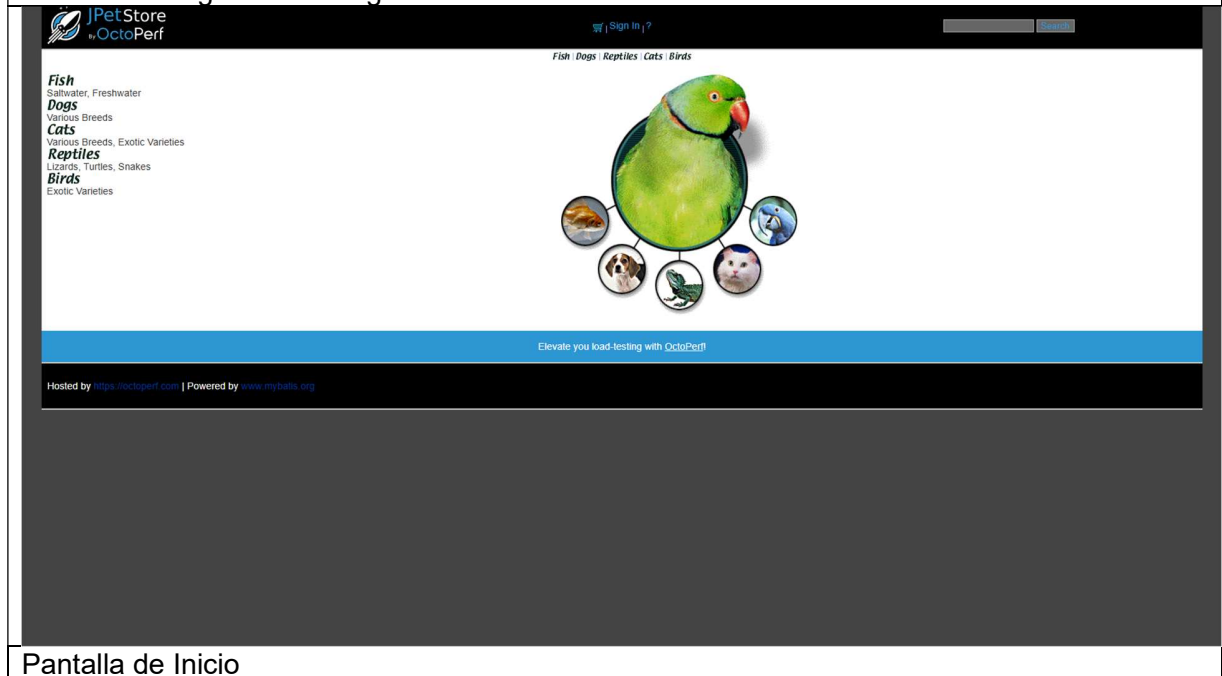 JPetStore
By OctoPerf
| Sign In | ?
Search
Fish | Dogs | Reptiles | Cats | Birds
Fish
Saltwater, Freshwater
Dogs
Various Breeds
Cats
Various Breeds, Exotic Varieties
Reptiles
Lizards, Turtles, Snakes
Birds
Exotic Varieties
Elevate you load-testing with OctoPerf!
Hosted by https://octoperf.com | Powered by www.mybatis.org
Pantalla de Inicio